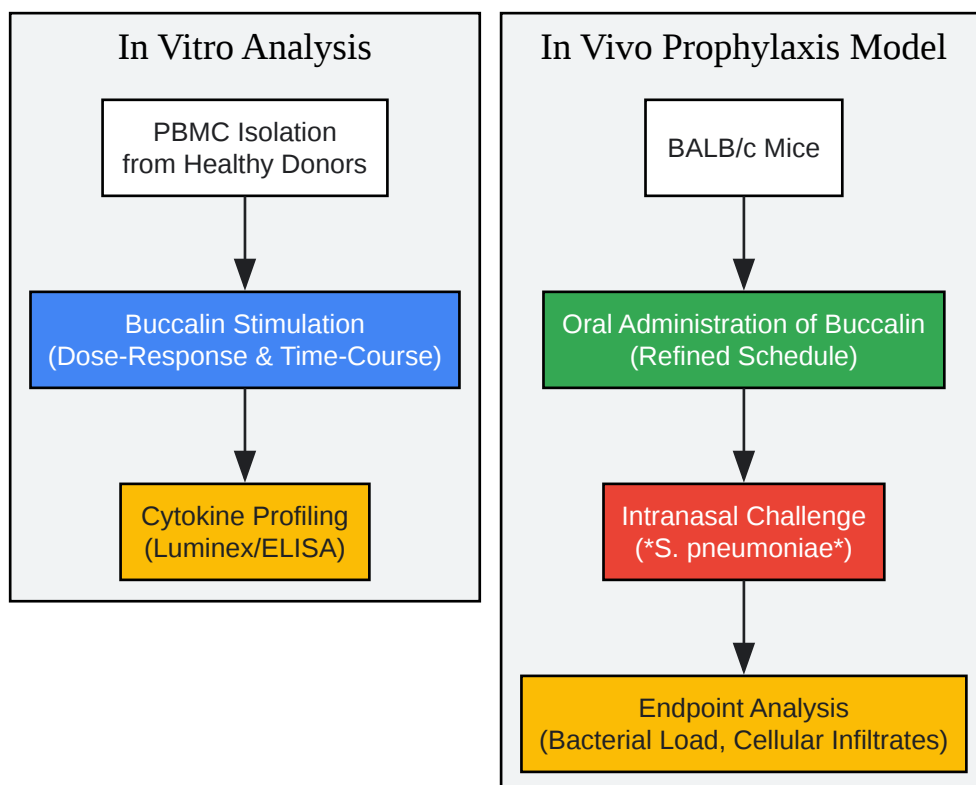 In Vitro Analysis
PBMC Isolation
from Healthy Donors
Buccalin Stimulation
(Dose-Response & Time-Course)
Cytokine Profiling
(Luminex/ELISA)
In Vivo Prophylaxis Model
BALB/c Mice
Oral Administration of Buccalin
(Refined Schedule)
Intranasal Challenge
(*S. pneumoniae*)
Endpoint Analysis
(Bacterial Load, Cellular Infiltrates)